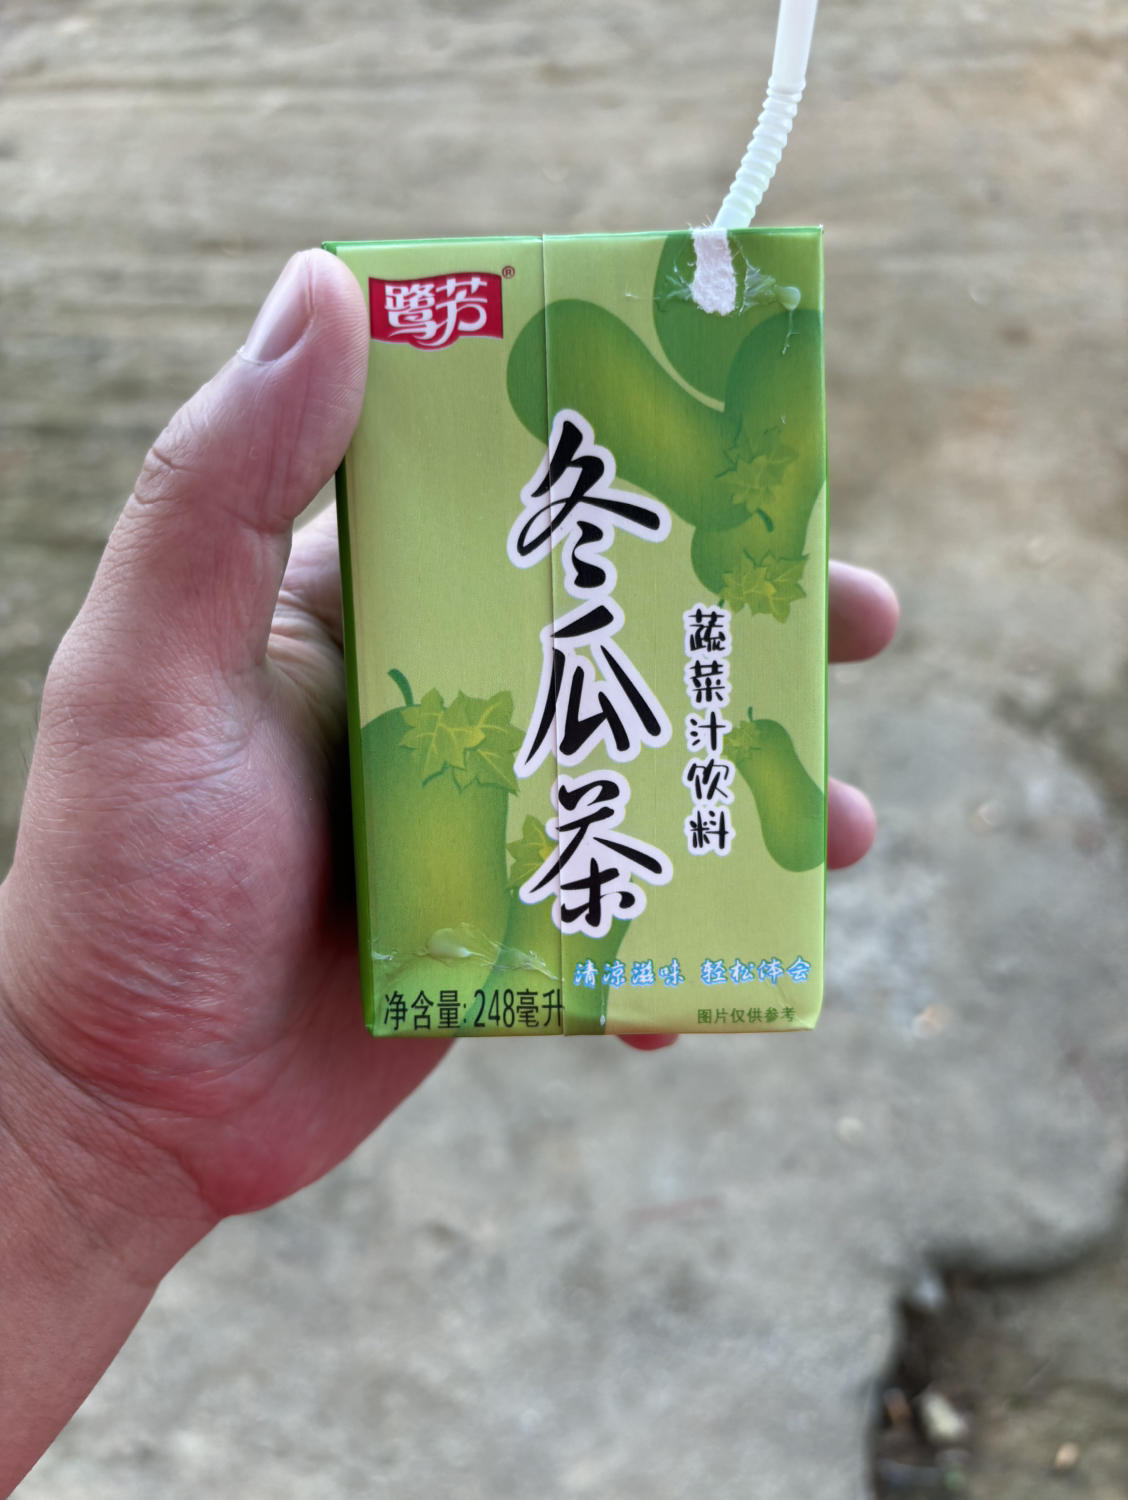 鹭芳®
冬瓜茶
蔬菜汁饮料
清凉滋味 轻松体会
净含量:248毫升
图片仅供参考